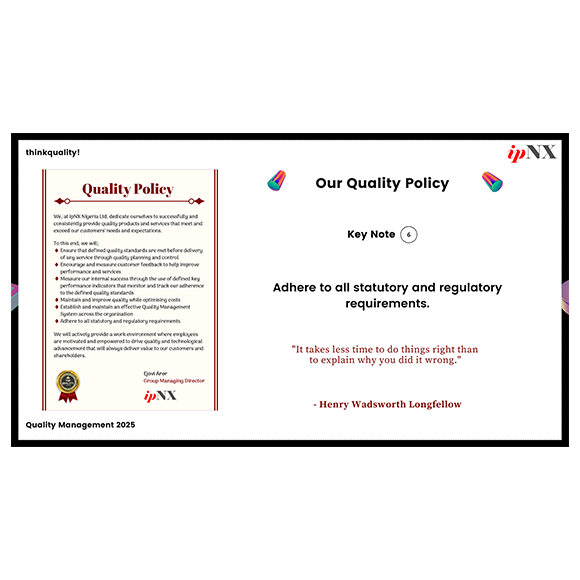 thinkquality!
ipNX
Quality Policy
We, at ipNX Nigeria Ltd. dedicate ourselves to successfully and
consistently provide quality products and services that meet and
exceed our customers' needs and expectations.
To this end, we will;
Ensure that defined quality standards are met before delivery
of any service through quality planning and control
Encourage and measure customer feedback to help improve
performance and services
Measure our internal success through the use of defined key
performance indicators that monitor and track our adherence
to the defined quality standards
Maintain and improve quality while optimising costs
Establish and maintain an effective Quality Management
System across the organisation
Adhere to all statutory and regulatory requirements
We will actively provide a work environment where employees
are motivated and empowered to drive quality and technological
advancement that will always deliver value to our customers and
shareholders.
Ejovi Aror
Group Managing Director
ipNX
Our Quality Policy
Key Note 6
Adhere to all statutory and regulatory
requirements.
"It takes less time to do things right than
to explain why you did it wrong."
- Henry Wadsworth Longfellow
Quality Management 2025